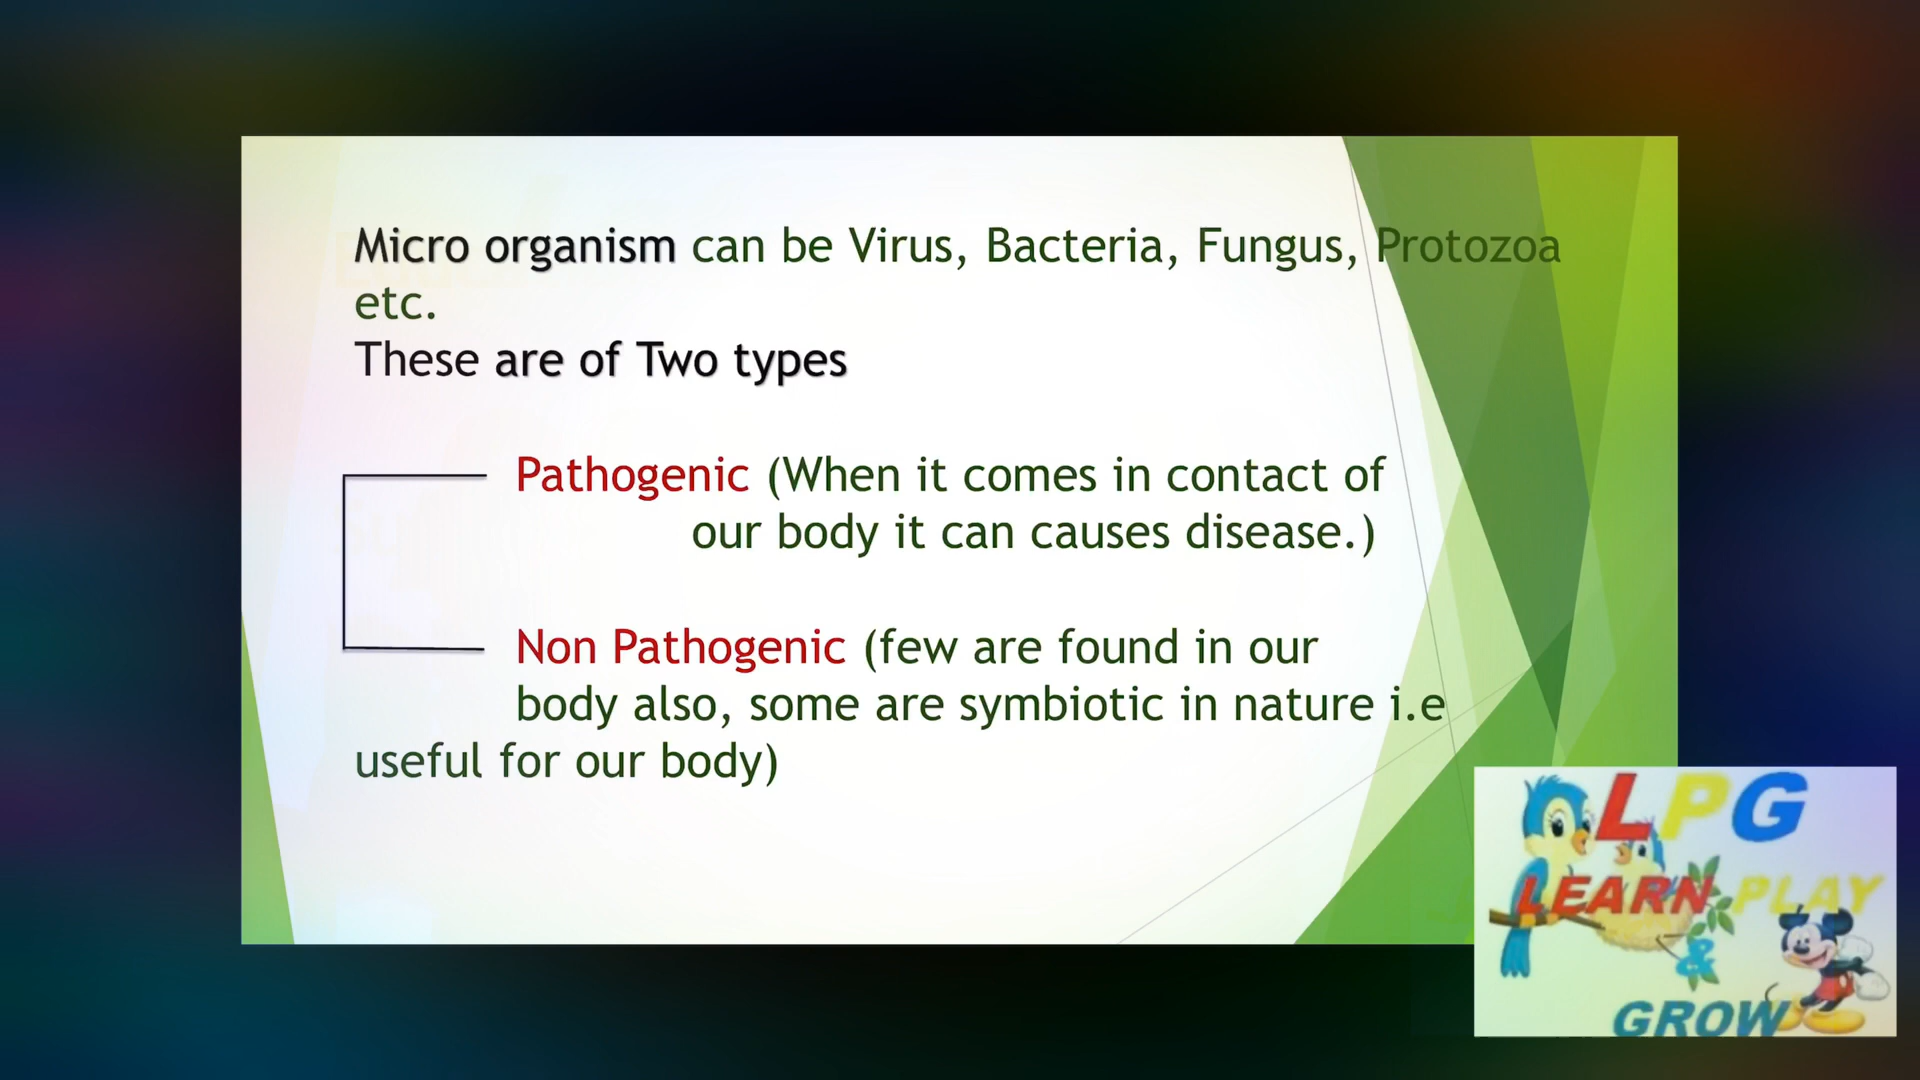 Micro organism can be Virus, Bacteria, Fungus, Protozoa
etc.
These are of Two types
Pathogenic (When it comes in contact of
our body it can causes disease.)
Non Pathogenic (few are found in our
body also, some are symbiotic in nature i.e
useful for our body)
LPG
LEARN PLAY
&
GROW